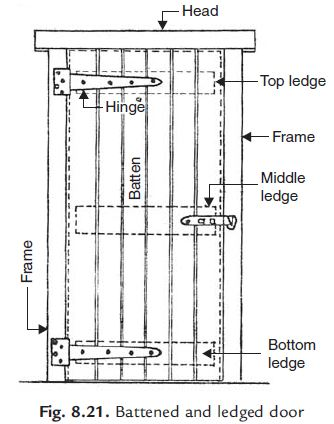 Head
Top ledge
Hinge
Frame
Batten
Middle
ledge
Frame
Bottom
ledge
Fig. 8.21. Battened and ledged door